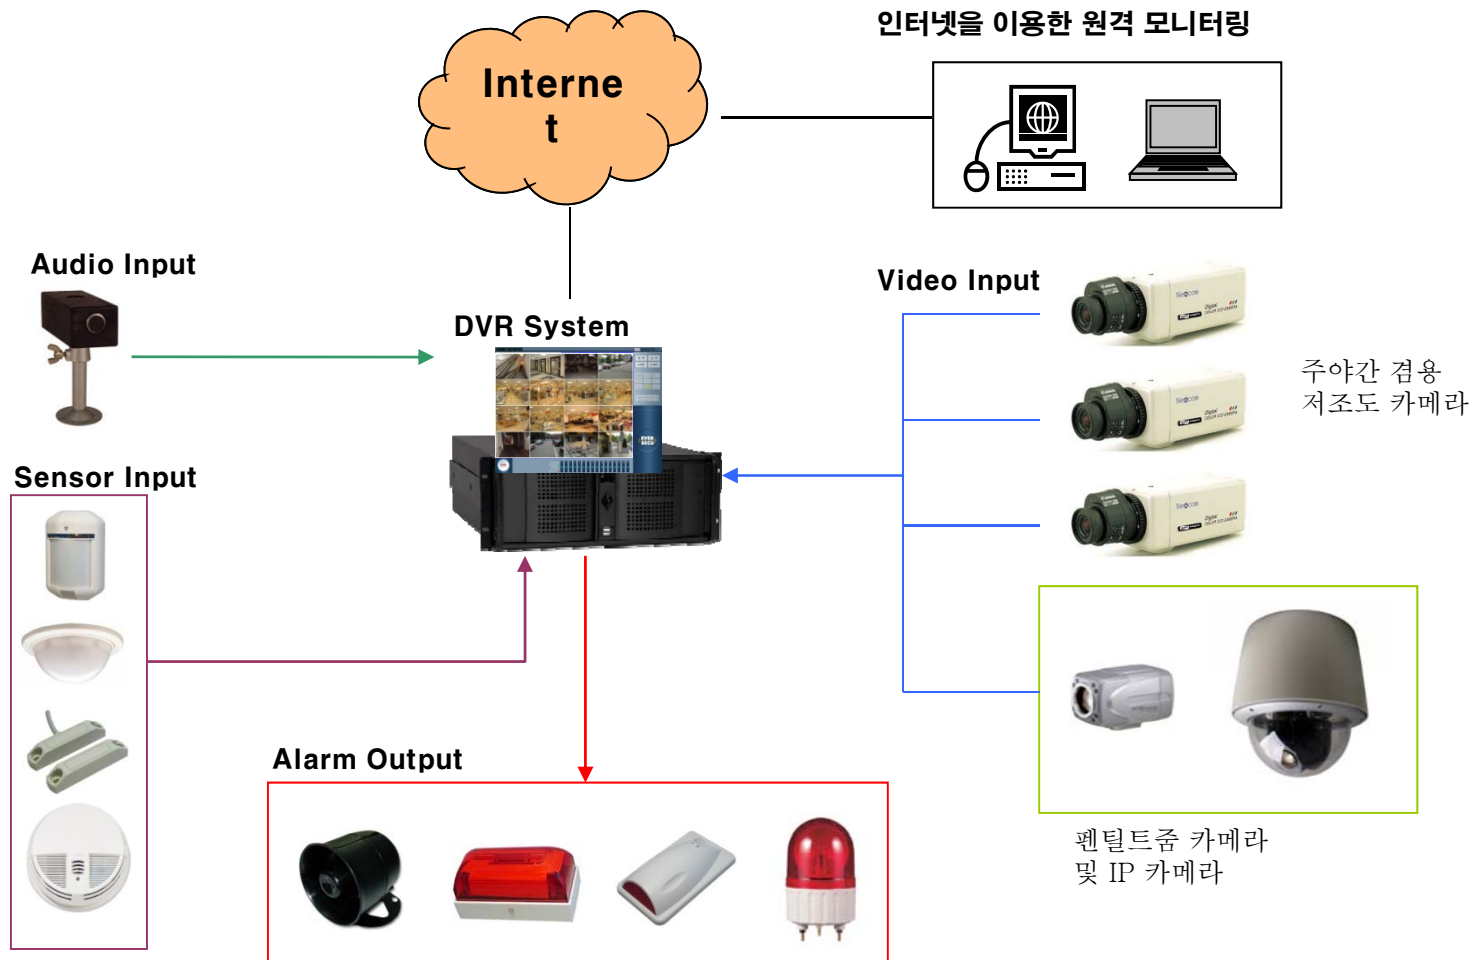 인터넷을 이용한 원격 모니터링
Interne
t
Audio Input
Video Input
DVR System
주야간 겸용
저조도 카메라
EVER
SECU
Sensor Input
Alarm Output
펜틸트줌 카메라
및 IP 카메라